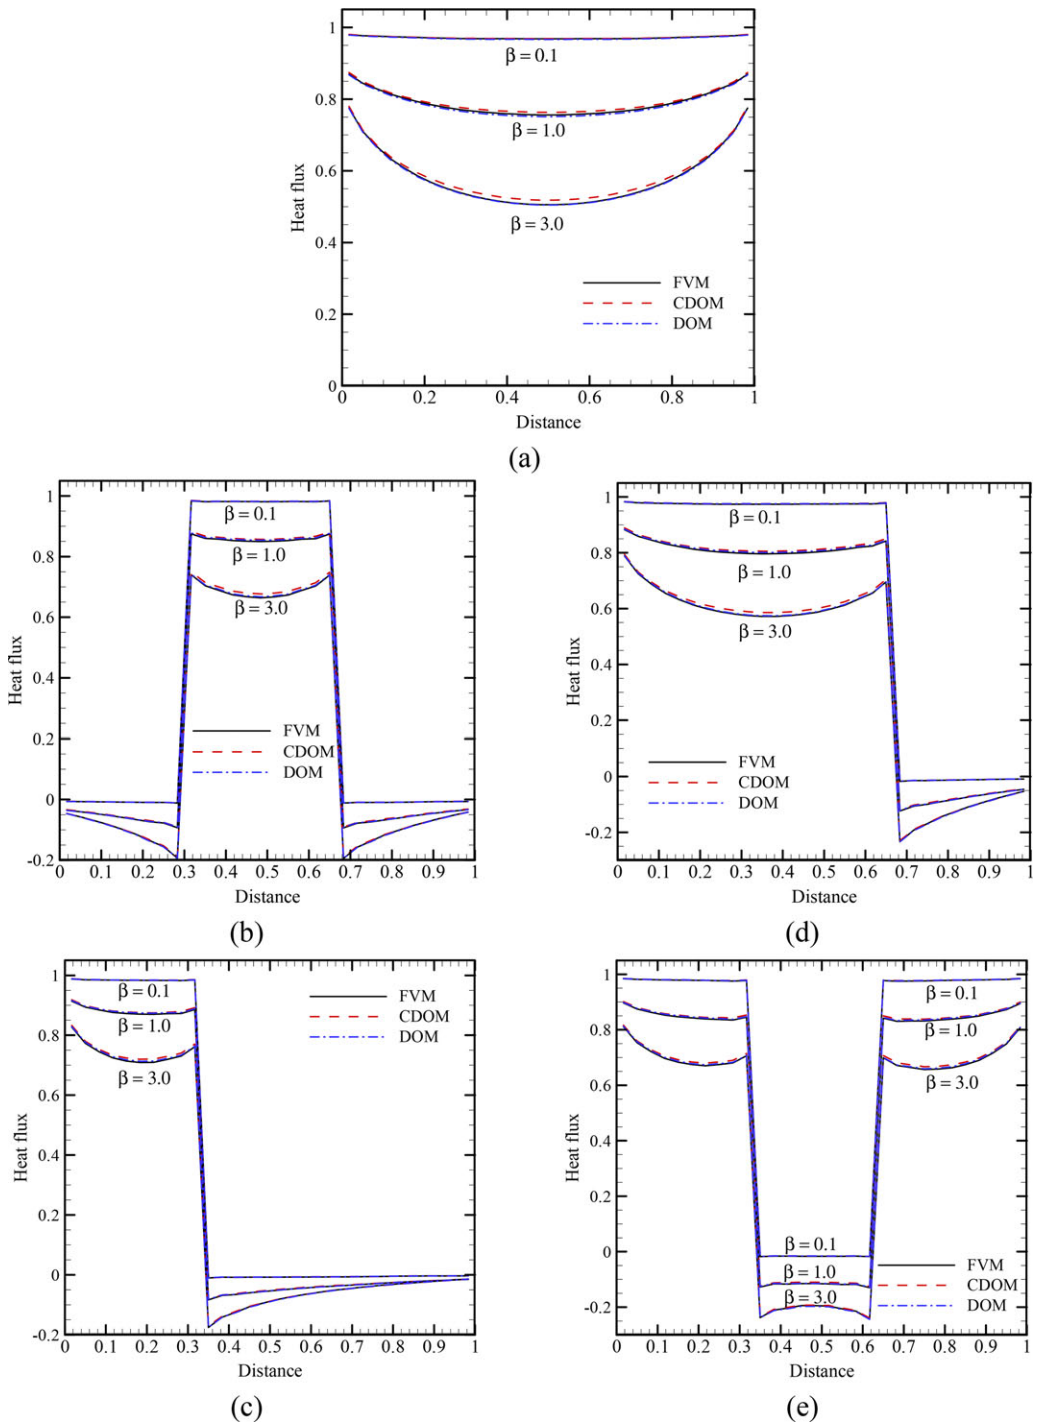 1
0.8
0.6
0.4
0.2
0
Heat flux
β = 0.1
β = 1.0
β = 3.0
FVM
CDOM
DOM
0 0.2 0.4 0.6 0.8 1
Distance
(a)
1
0.8
0.6
0.4
0.2
0
-0.2
Heat flux
β = 0.1
β = 1.0
β = 3.0
FVM
CDOM
DOM
0 0.1 0.2 0.3 0.4 0.5 0.6 0.7 0.8 0.9 1
Distance
(b)
1
0.8
0.6
0.4
0.2
0
-0.2
Heat flux
β = 0.1
β = 1.0
β = 3.0
FVM
CDOM
DOM
0 0.1 0.2 0.3 0.4 0.5 0.6 0.7 0.8 0.9 1
Distance
(d)
1
0.8
0.6
0.4
0.2
0
-0.2
Heat flux
β = 0.1
β = 1.0
β = 3.0
FVM
CDOM
DOM
0 0.1 0.2 0.3 0.4 0.5 0.6 0.7 0.8 0.9 1
Distance
(c)
1
0.8
0.6
0.4
0.2
0
-0.2
Heat flux
β = 0.1
β = 1.0
β = 3.0
β = 0.1
β = 1.0
β = 3.0
FVM
CDOM
DOM
0 0.1 0.2 0.3 0.4 0.5 0.6 0.7 0.8 0.9 1
Distance
(e)